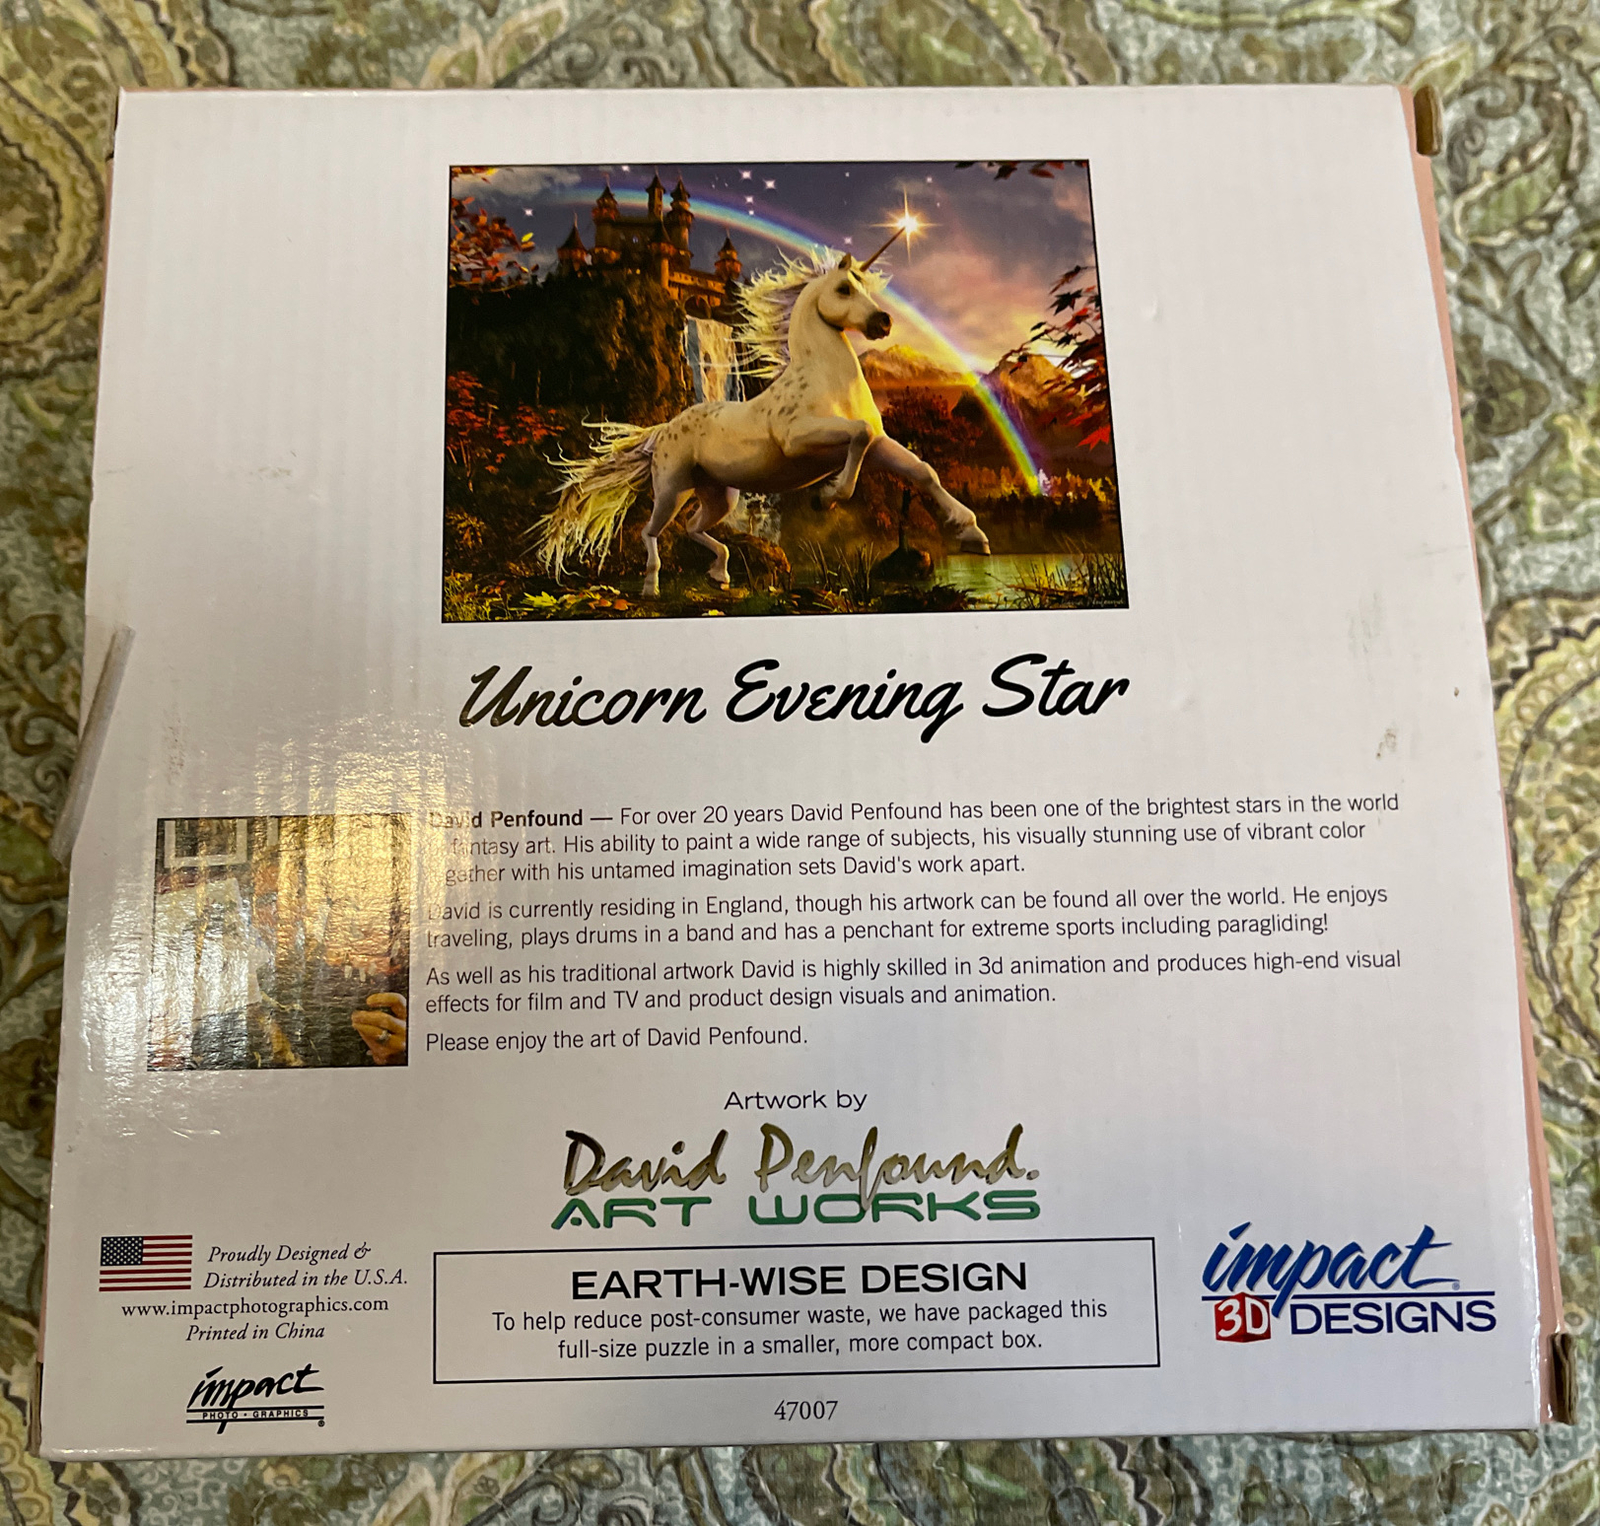 Unicorn Evening Star
David Penfound — For over 20 years David Penfound has been one of the brightest stars in the world
fantasy art. His ability to paint a wide range of subjects, his visually stunning use of vibrant color
gether with his untamed imagination sets David's work apart.
David is currently residing in England, though his artwork can be found all over the world. He enjoys
traveling, plays drums in a band and has a penchant for extreme sports including paragliding!
As well as his traditional artwork David is highly skilled in 3d animation and produces high-end visual
effects for film and TV and product design visuals and animation.
Please enjoy the art of David Penfound.
Artwork by
David Penfound.
ART WORKS
Proudly Designed &
Distributed in the U.S.A.
www.impactphotographics.com
Printed in China
impact
PHOTO • GRAPHICS®
EARTH-WISE DESIGN
To help reduce post-consumer waste, we have packaged this
full-size puzzle in a smaller, more compact box.
47007
impact®
3D DESIGNS